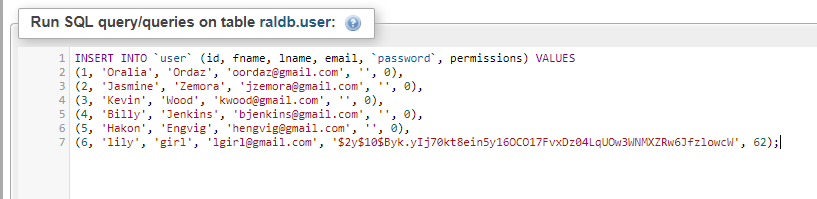 Run SQL query/queries on table raldb.user:
1 INSERT INTO `user` (id, fname, lname, email, `password`, permissions) VALUES
2 (1, 'Oralia', 'Ordaz', 'oordaz@gmail.com', '', 0),
3 (2, 'Jasmine', 'Zemora', 'jzemora@gmail.com', '', 0),
4 (3, 'Kevin', 'Wood', 'kwood@gmail.com', '', 0),
5 (4, 'Billy', 'Jenkins', 'bjenkins@gmail.com', '', 0),
6 (5, 'Hakon', 'Engvig', 'hengvig@gmail.com', '', 0),
7 (6, 'lily', 'girl', 'lgirl@gmail.com', '$2y$10$Byk.yIj70kt8ein5y16OCO17FvxDz04LqUOw3WNMXZRw6JfzlowcW', 62);